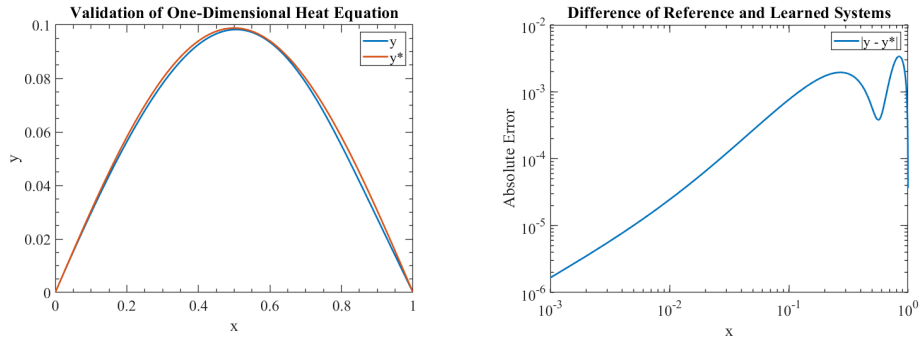 Validation of One-Dimensional Heat Equation
0.1
0.08
0.06
0.04
0.02
0
y
0
0.2
0.4
0.6
0.8
1
x
y
y*
Difference of Reference and Learned Systems
10^-2
10^-3
10^-4
10^-5
10^-6
Absolute Error
10^-3
10^-2
10^-1
10^0
x
|y - y*|